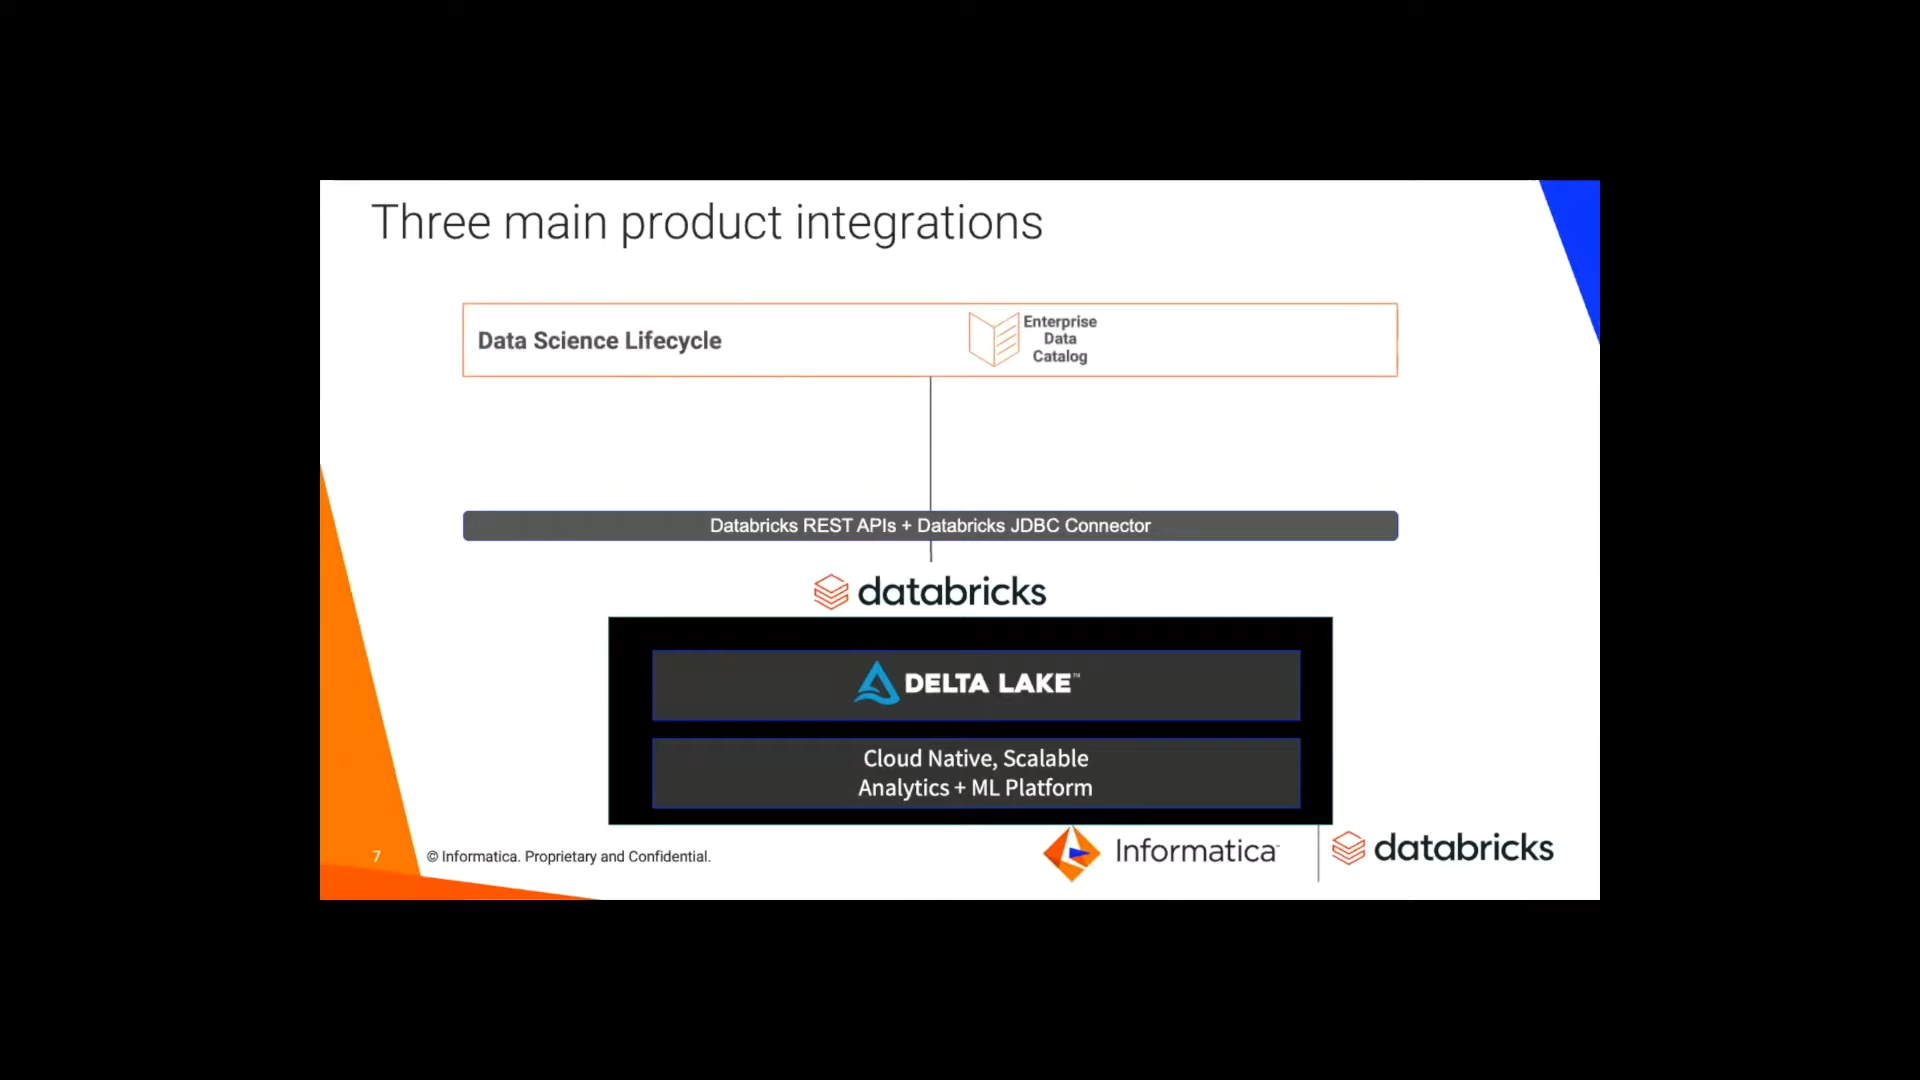 Three main product integrations
Data Science Lifecycle
Enterprise
Data
Catalog
Databricks REST APIs + Databricks JDBC Connector
databricks
DELTA LAKE™
Cloud Native, Scalable
Analytics + ML Platform
7
© Informatica. Proprietary and Confidential.
Informatica
databricks